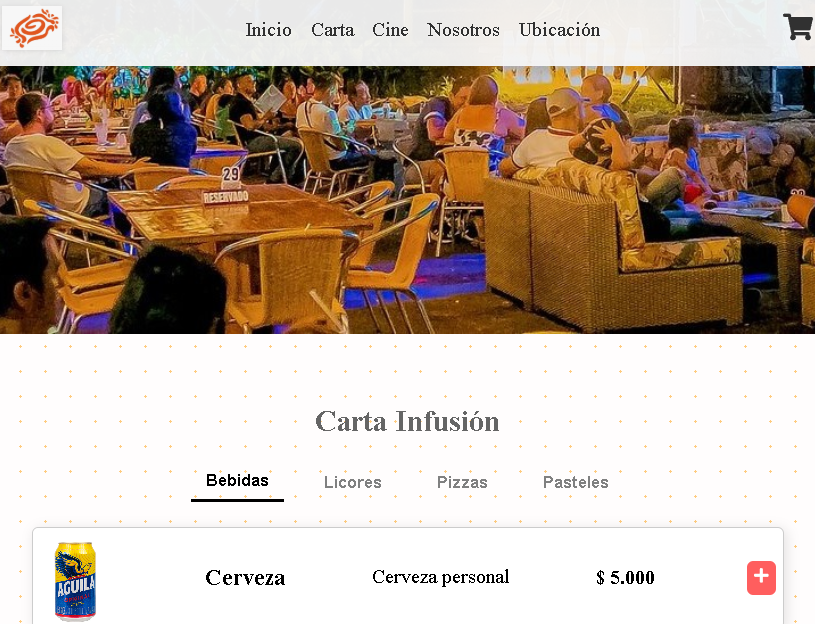 Inicio Carta Cine Nosotros Ubicación
29
RESERVADO
Carta Infusión
Bebidas Licores Pizzas Pasteles
AGUILA
Cerveza Cerveza personal $ 5.000 +